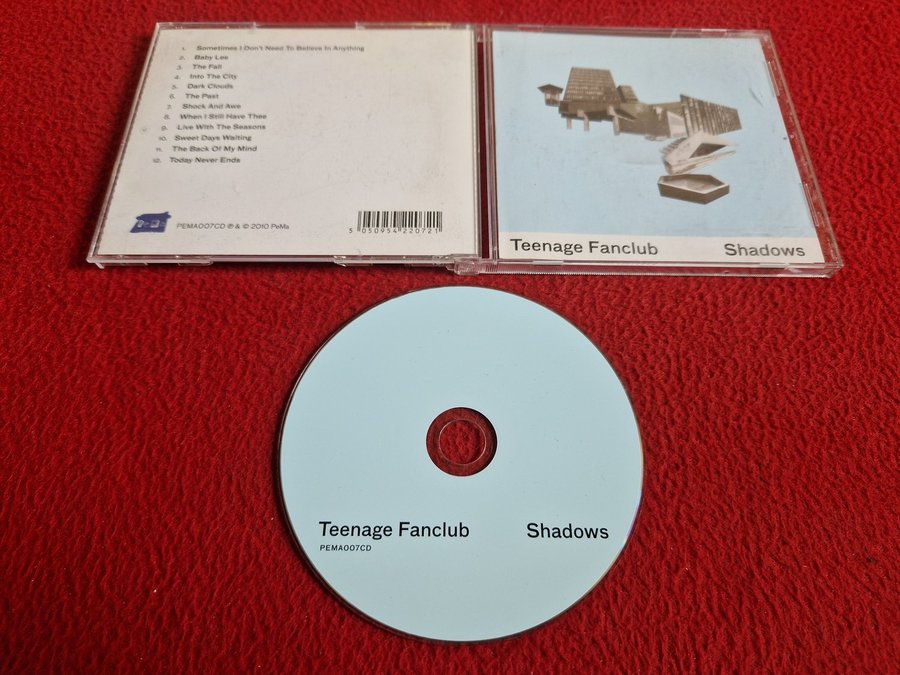 1. Sometimes I Don't Need To Believe In Anything
2. Baby Lee
3. The Fall
4. Into The City
5. Dark Clouds
6. The Past
7. Shock And Awe
8. When I Still Have Thee
9. Live With The Seasons
10. Sweet Days Waiting
11. The Back Of My Mind
12. Today Never Ends
PEMA007CD ℗ & © 2010 PeMa
5 050954 220721
Teenage Fanclub Shadows
Teenage Fanclub Shadows
PEMA007CD